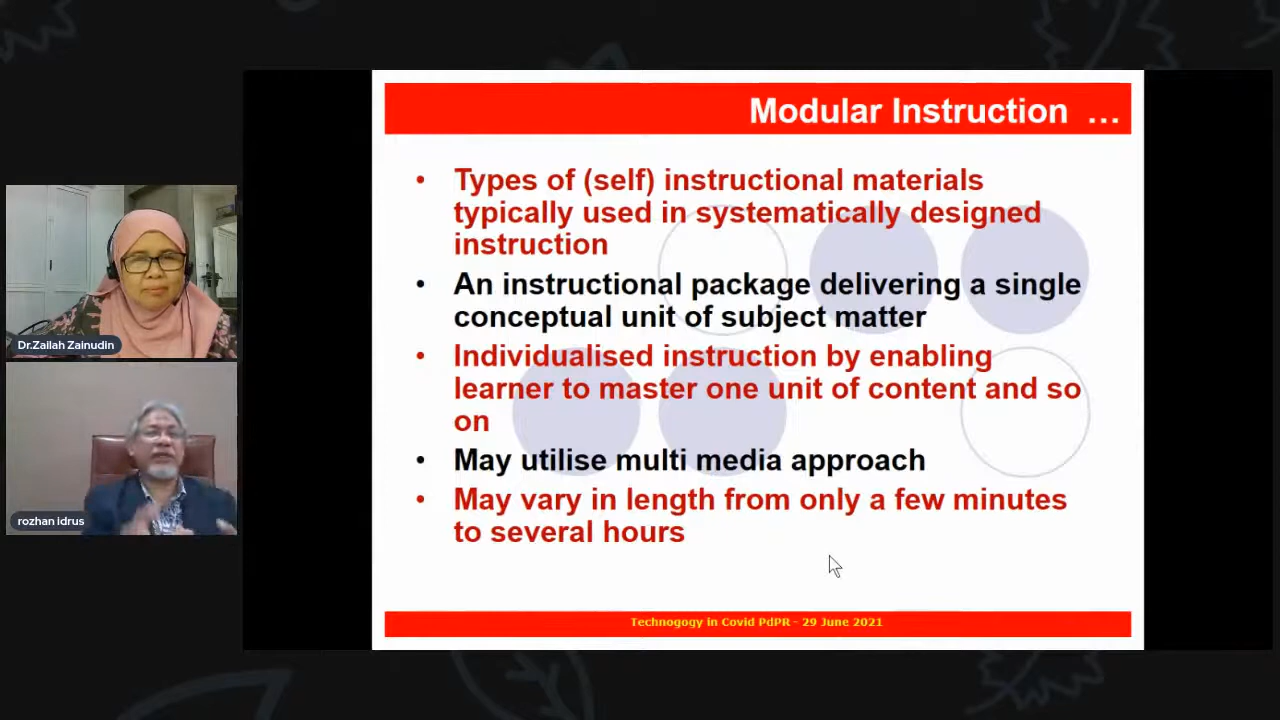 Modular Instruction ...
• Types of (self) instructional materials
typically used in systematically designed
instruction
• An instructional package delivering a single
conceptual unit of subject matter
• Individualised instruction by enabling
learner to master one unit of content and so
on
• May utilise multi media approach
• May vary in length from only a few minutes
to several hours
Technogogy in Covid PdPR - 29 June 2021
Dr.Zailah Zainudin
rozhan idrus